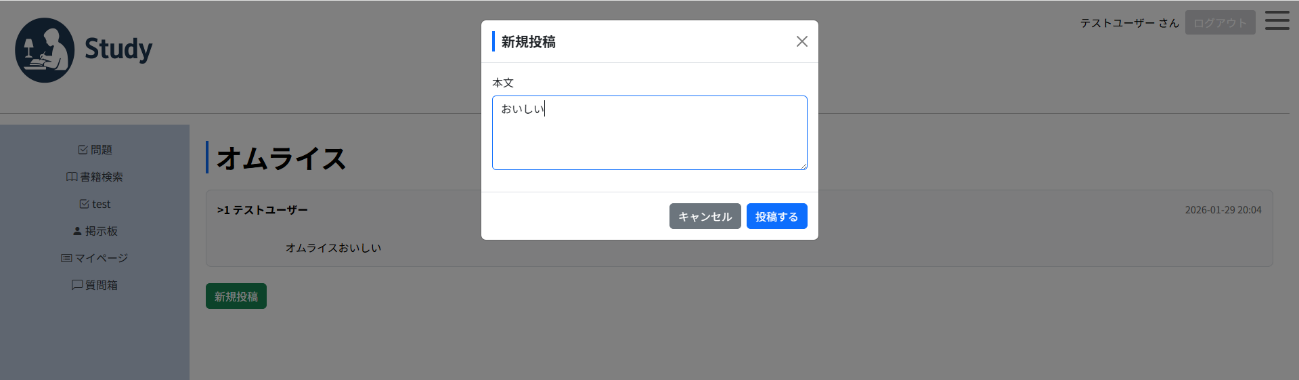 Study
テストユーザー さん
ログアウト
新規投稿
本文
おいしい
キャンセル
投稿する
問題
書籍検索
test
掲示板
マイページ
質問箱
オムライス
>1 テストユーザー
2026-01-29 20:04
オムライスおいしい
新規投稿